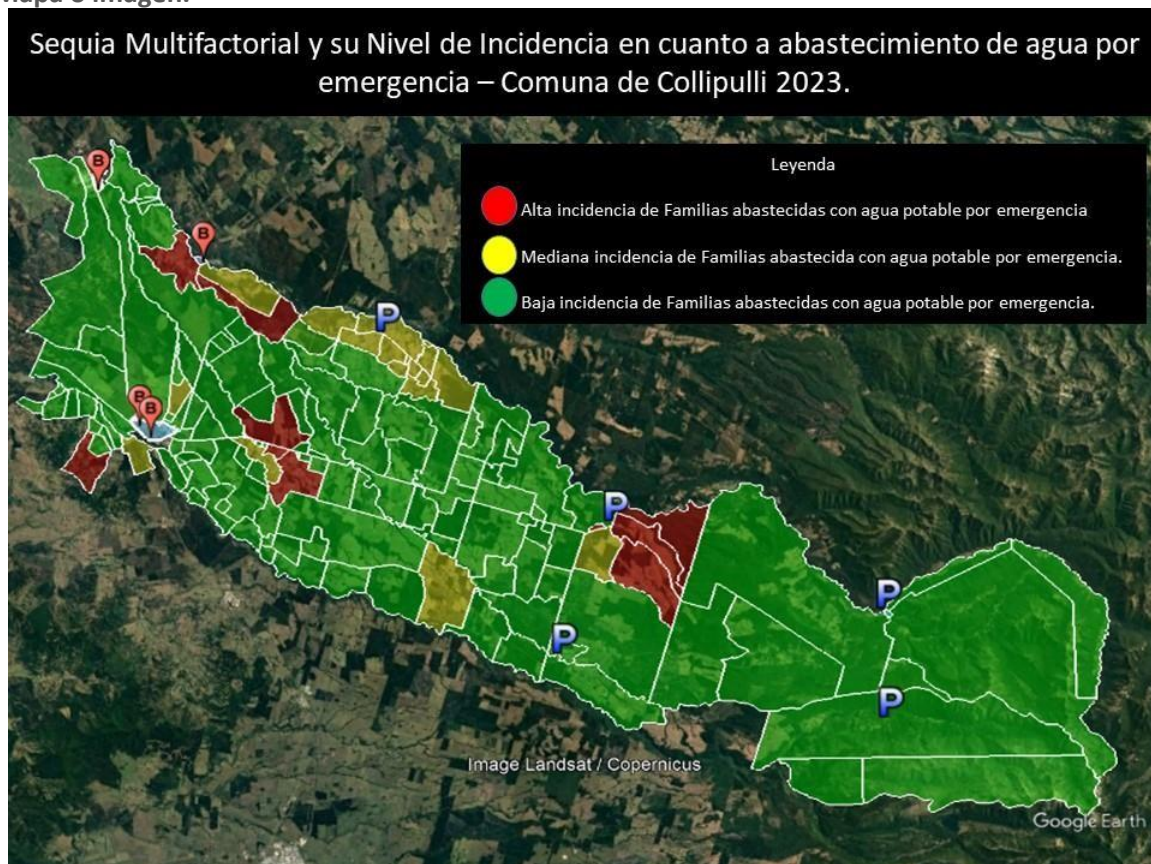 Sequia Multifactorial y su Nivel de Incidencia en cuanto a abastecimiento de agua por
emergencia – Comuna de Collipulli 2023.
Leyenda
Alta incidencia de Familias abastecidas con agua potable por emergencia
Mediana incidencia de Familias abastecida con agua potable por emergencia.
Baja incidencia de Familias abastecidas con agua potable por emergencia.
B
B
P
B
B
P
P
P
P
Image Landsat / Copernicus
Google Earth